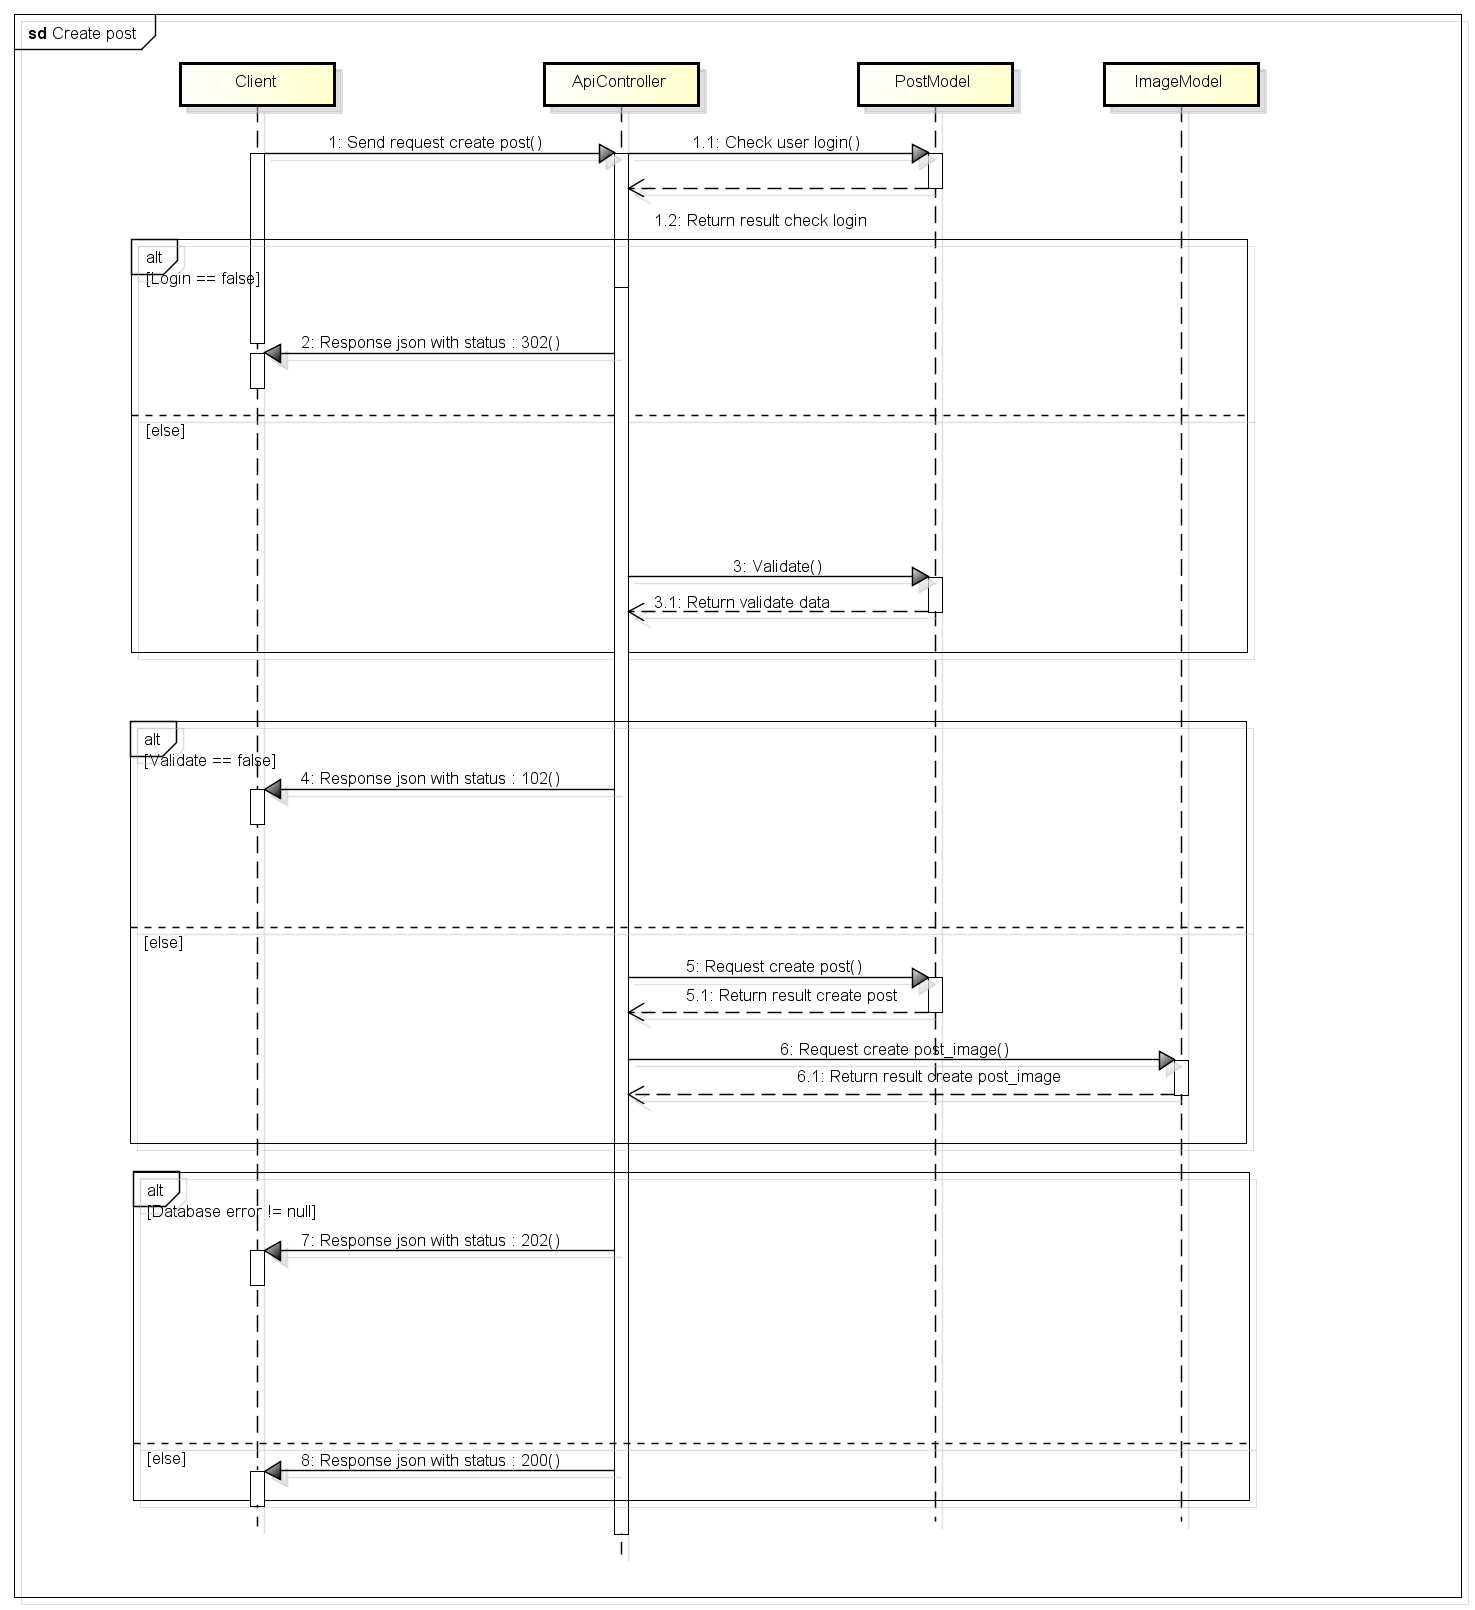 sd Create post
Client
ApiController
PostModel
ImageModel
1: Send request create post()
1.1: Check user login()
1.2: Return result check login
alt
[Login == false]
2: Response json with status : 302()
[else]
3: Validate()
3.1: Return validate data
alt
[Validate == false]
4: Response json with status : 102()
[else]
5: Request create post()
5.1: Return result create post
6: Request create post_image()
6.1: Return result create post_image
alt
[Database error != null]
7: Response json with status : 202()
[else]
8: Response json with status : 200()